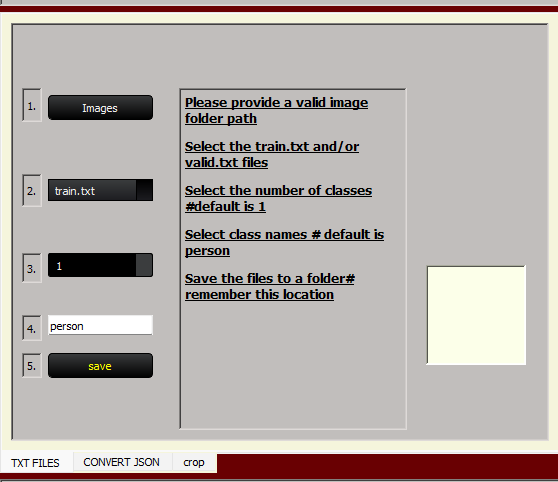 1.
Images
2.
train.txt
3.
1
4.
person
5.
save
Please provide a valid image
folder path
Select the train.txt and/or
valid.txt files
Select the number of classes
#default is 1
Select class names # default is
person
Save the files to a folder#
remember this location
TXT FILES
CONVERT JSON
crop